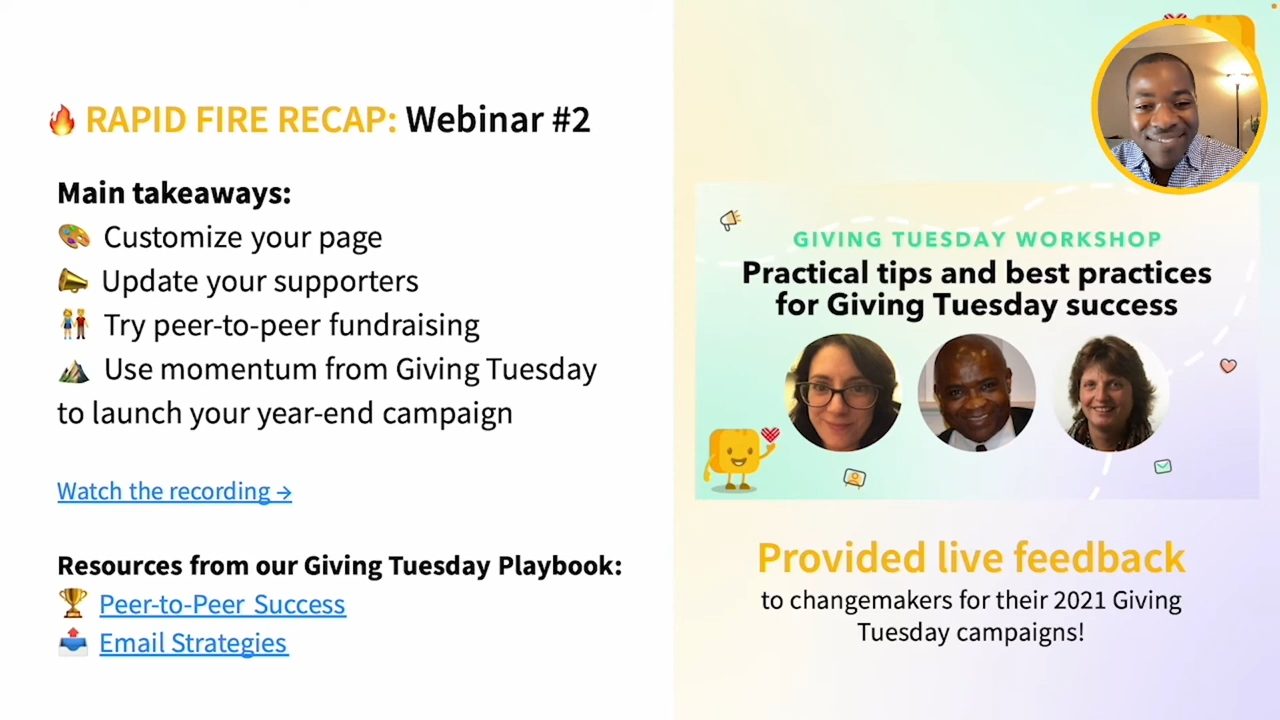 🔥 RAPID FIRE RECAP: Webinar #2
Main takeaways:
🎨 Customize your page
📣 Update your supporters
👫 Try peer-to-peer fundraising
⛰️ Use momentum from Giving Tuesday
to launch your year-end campaign
Watch the recording →
Resources from our Giving Tuesday Playbook:
🏆 Peer-to-Peer Success
📤 Email Strategies
GIVING TUESDAY WORKSHOP
Practical tips and best practices
for Giving Tuesday success
Provided live feedback
to changemakers for their 2021 Giving
Tuesday campaigns!